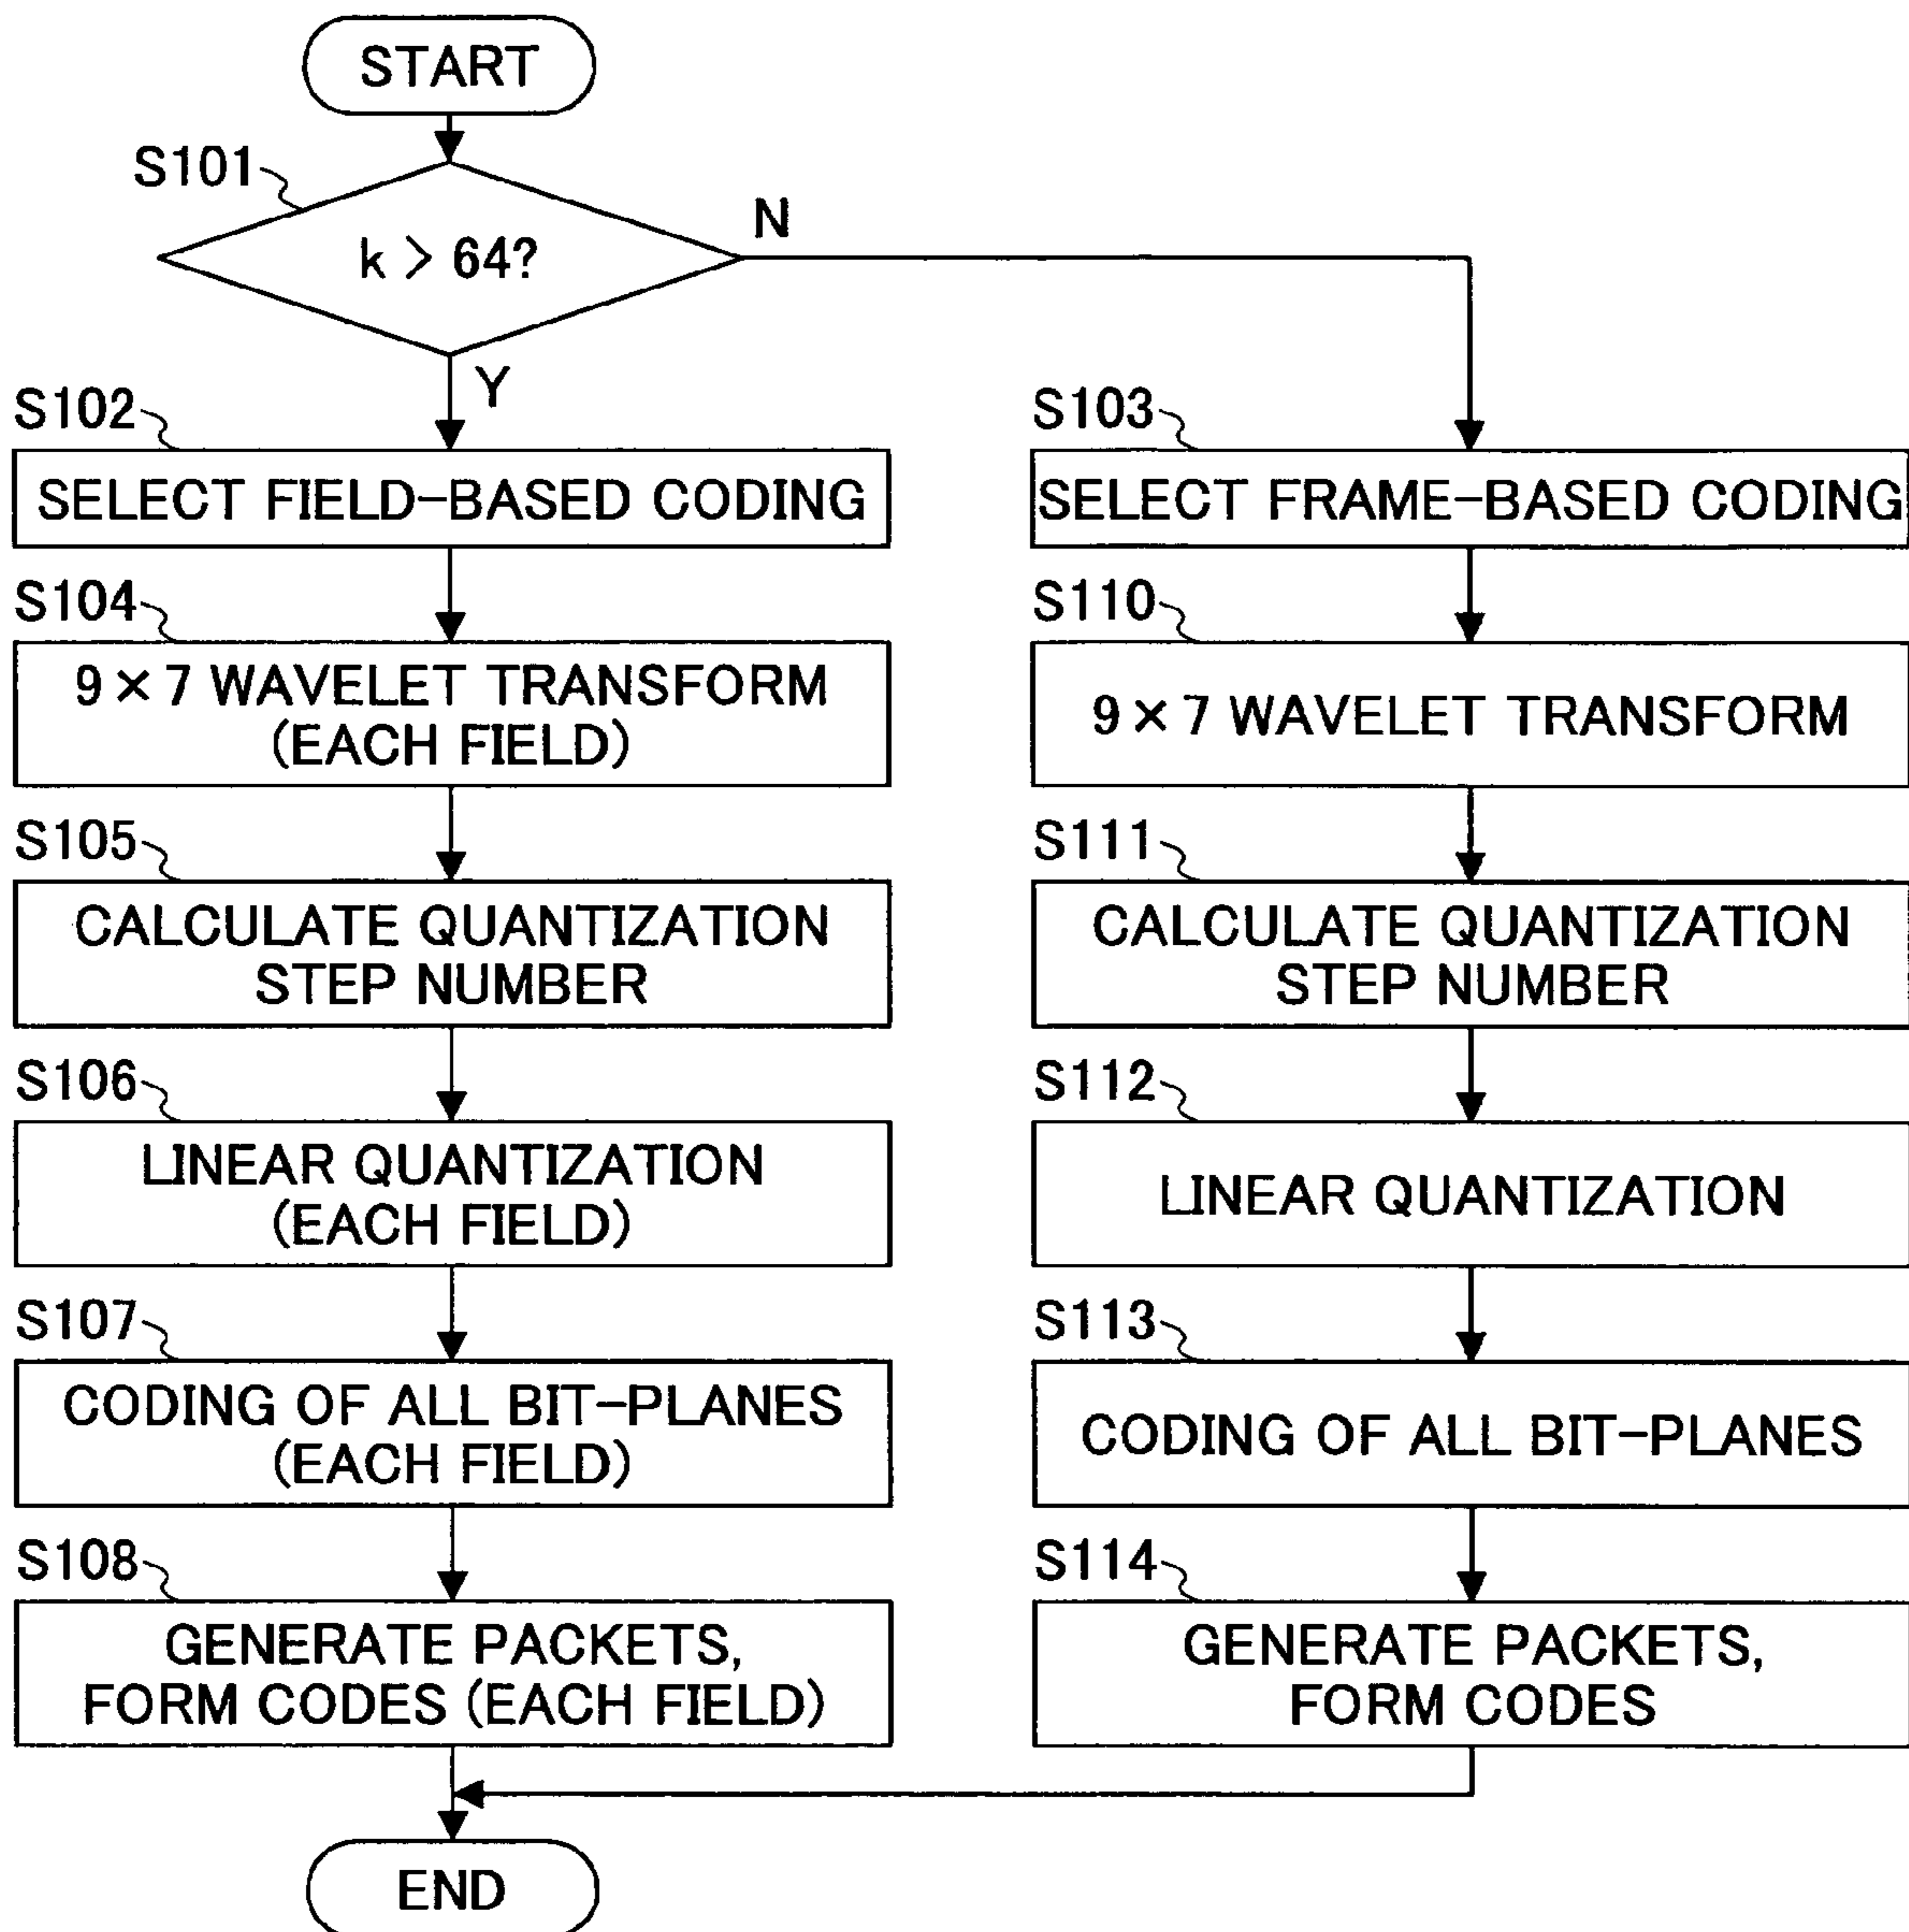 START
S101
k > 64?
N
Y
S102
SELECT FIELD-BASED CODING
S103
SELECT FRAME-BASED CODING
S104
9 × 7 WAVELET TRANSFORM
(EACH FIELD)
S110
9 × 7 WAVELET TRANSFORM
S105
CALCULATE QUANTIZATION
STEP NUMBER
S111
CALCULATE QUANTIZATION
STEP NUMBER
S106
LINEAR QUANTIZATION
(EACH FIELD)
S112
LINEAR QUANTIZATION
S107
CODING OF ALL BIT-PLANES
(EACH FIELD)
S113
CODING OF ALL BIT-PLANES
S108
GENERATE PACKETS,
FORM CODES (EACH FIELD)
S114
GENERATE PACKETS,
FORM CODES
END